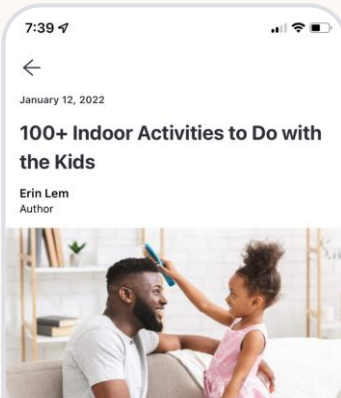 7:39
January 12, 2022
100+ Indoor Activities to Do with
the Kids
Erin Lem
Author